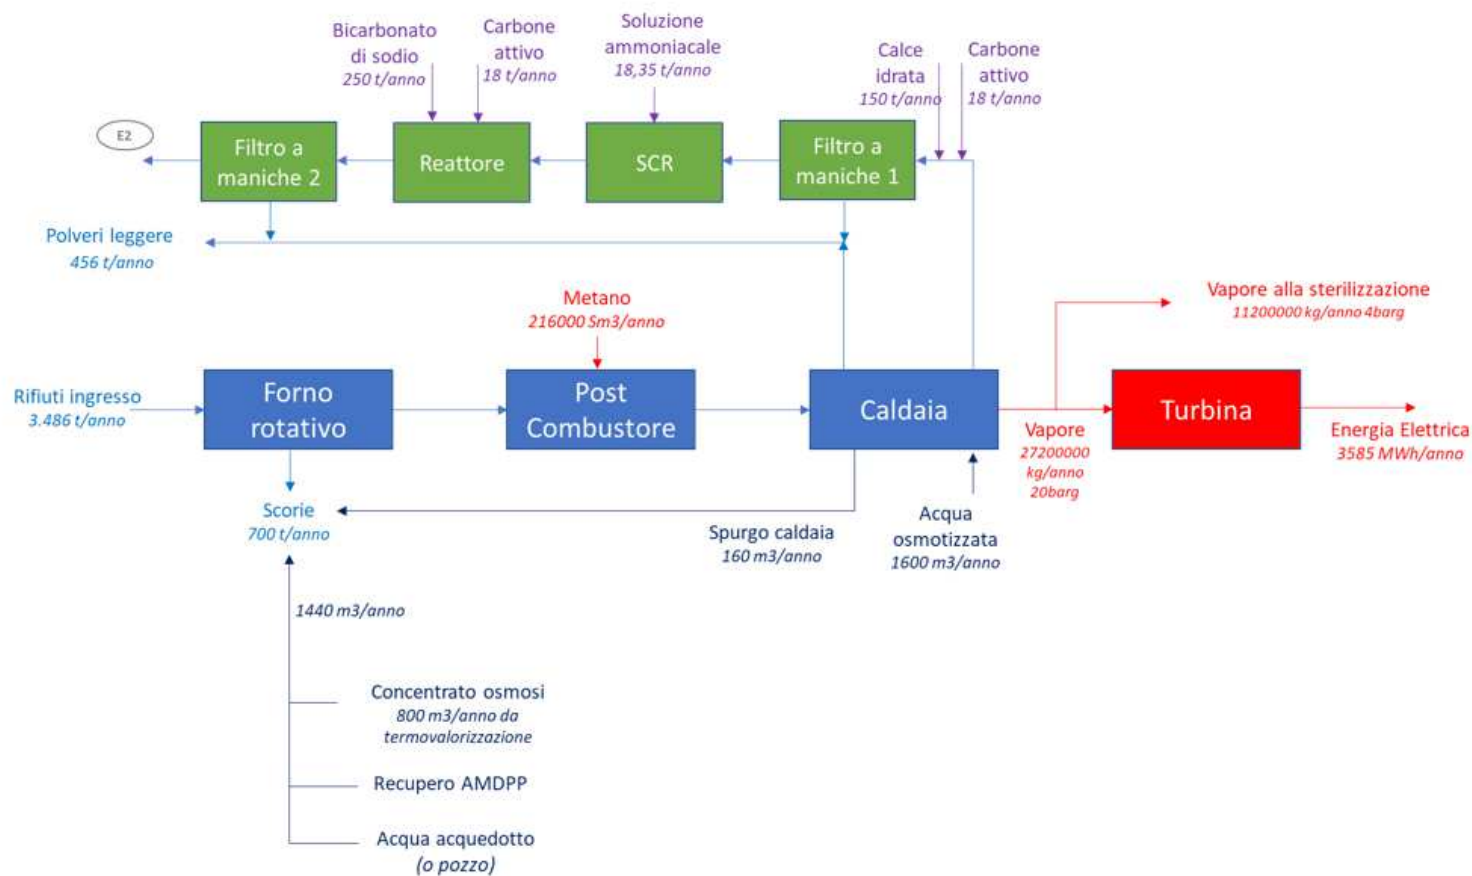 Bicarbonato
di sodio
250 t/anno
Carbone
attivo
18 t/anno
Soluzione
ammoniacale
18,35 t/anno
Calce
idrata
150 t/anno
Carbone
attivo
18 t/anno
E2
Filtro a
maniche 2
Reattore
SCR
Filtro a
maniche 1
Polveri leggere
456 t/anno
Metano
216000 Sm3/anno
Vapore alla sterilizzazione
11200000 kg/anno 4barg
Rifiuti ingresso
3.486 t/anno
Forno
rotativo
Post
Combustore
Caldaia
Turbina
Vapore
27200000
kg/anno
20barg
Energia Elettrica
3585 MWh/anno
Scorie
700 t/anno
Spurgo caldaia
160 m3/anno
Acqua
osmotizzata
1600 m3/anno
1440 m3/anno
Concentrato osmosi
800 m3/anno da
termovalorizzazione
Recupero AMDPP
Acqua acquedotto
(o pozzo)